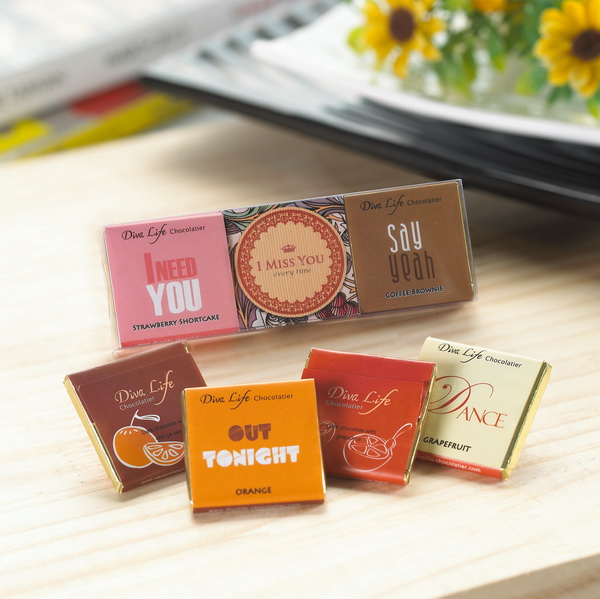 Diva Life Chocolatier
I NEED
YOU
STRAWBERRY SHORTCAKE
I MISS YOU
every time
Diva Life Chocolatier
say
yeah
COFFEE BROWNIE
Diva Life
Chocolatier
Diva Life Chocolatier
OUT
TONIGHT
ORANGE
Diva Life
Chocolatier
Diva Life Chocolatier
DANCE
GRAPEFRUIT